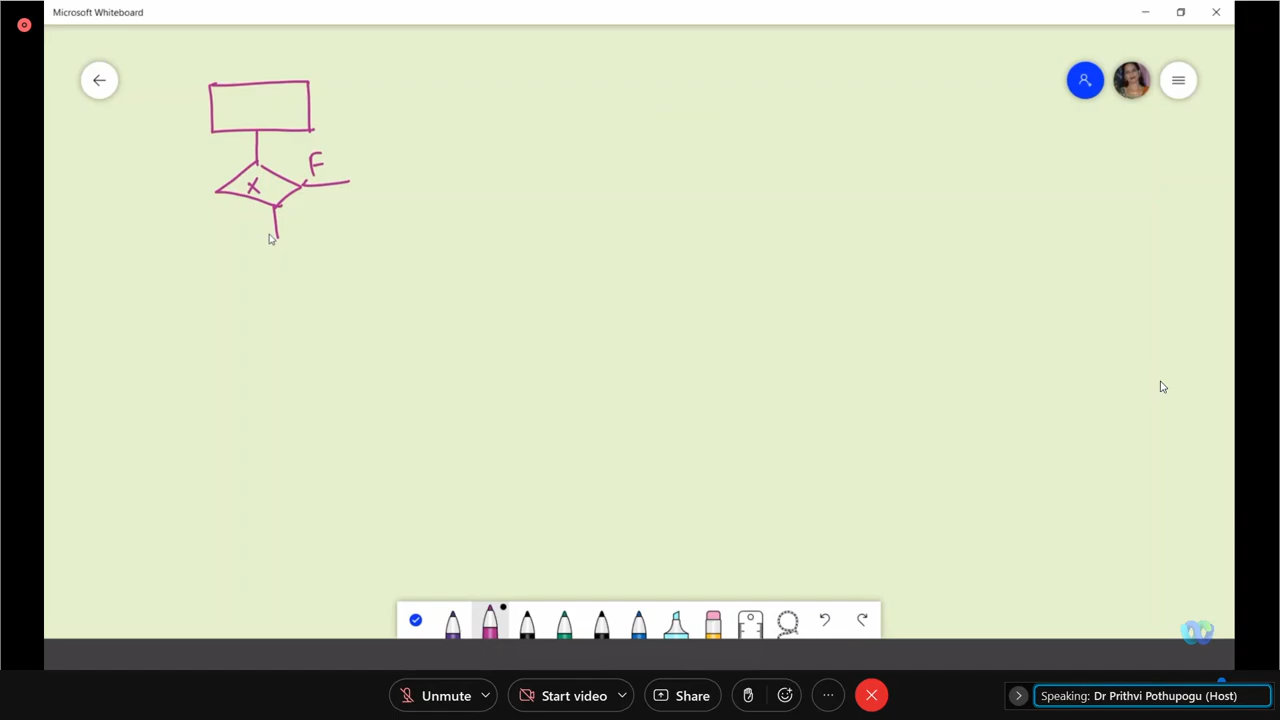 Microsoft Whiteboard
F
X
Unmute
Start video
Share
Speaking: Dr Prithvi Pothupogu (Host)